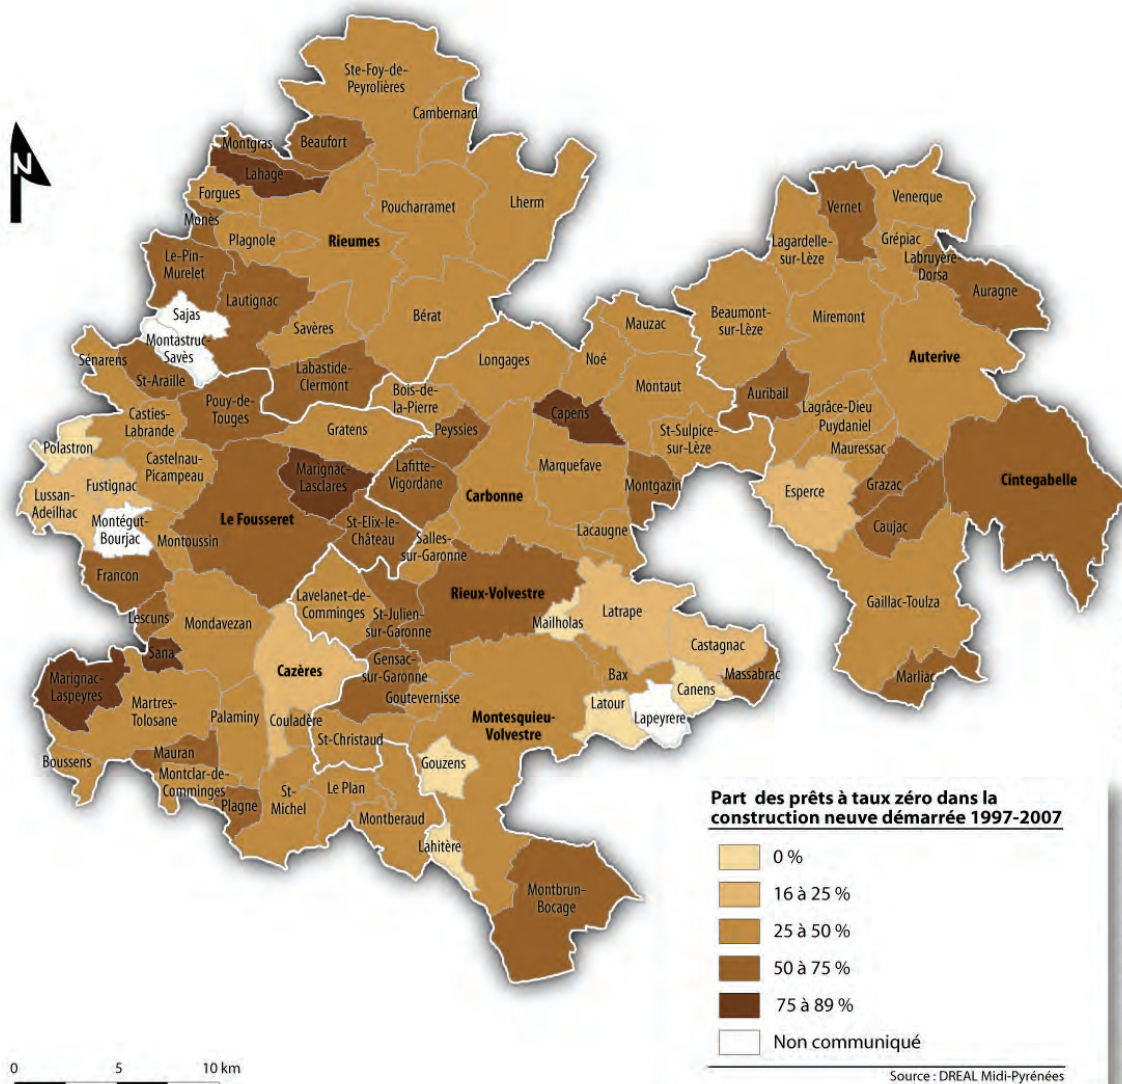 Ste-Foy-de-
Peyrolières
Cambernard
Montgras
Beaufort
N
Lahage
Forgues
Poucharramet
Lherm
Vernet
Venerque
Monès
Plagnole
Rieumes
Lagardelle-
sur-Lèze
Grépiac
Le-Pin-
Murelet
Labruyère-
Dorsa
Lautignac
Auragne
Sajas
Bérat
Savères
Mauzac
Beaumont-
sur-Lèze
Miremont
Montastruc-
Savès
Sénarens
Longages
Noé
Auterive
St-Araille
Labastide-
Clermont
Montaut
Bois-de-
la-Pierre
Auribail
Pouy-de-
Touges
Capens
Casties-
Labrande
Lagrâce-Dieu
Puydaniel
Gratens
Peyssies
St-Sulpice-
sur-Lèze
Polastron
Mauressac
Castelnau-
Picampeau
Marignac-
Lasclares
Lafitte-
Vigordane
Marquefave
Cintegabelle
Fustignac
Lussan-
Adeilhac
Montgazin
Esperce
Grazac
Carbonne
Montégut-
Bourjac
Le Fousseret
St-Elix-le-
Château
Caujac
Montoussin
Salles-
sur-Garonne
Lacaugne
Francon
Lavelanet-de-
Comminges
Rieux-Volvestre
Gaillac-Toulza
Lescuns
Mondavezan
St-Julien-
sur-Garonne
Mailholas
Latrape
Castagnac
Sana
Cazères
Gensac-
sur-Garonne
Bax
Massabrac
Marignac-
Laspeyres
Marliac
Canens
Martres-
Tolosane
Goutevernisse
Latour
Lapeyrere
Palaminy
Couladère
Montesquieu-
Volvestre
St-Christaud
Mauran
Boussens
Gouzens
Montclar-de-
Comminges
St-
Michel
Le Plan
Plagne
Montberaud
Lahitère
Montbrun-
Bocage
Part des prêts à taux zéro dans la
construction neuve démarrée 1997-2007
0 %
16 à 25 %
25 à 50 %
50 à 75 %
75 à 89 %
Non communiqué
0 5 10 km
Source : DREAL Midi-Pyrénées